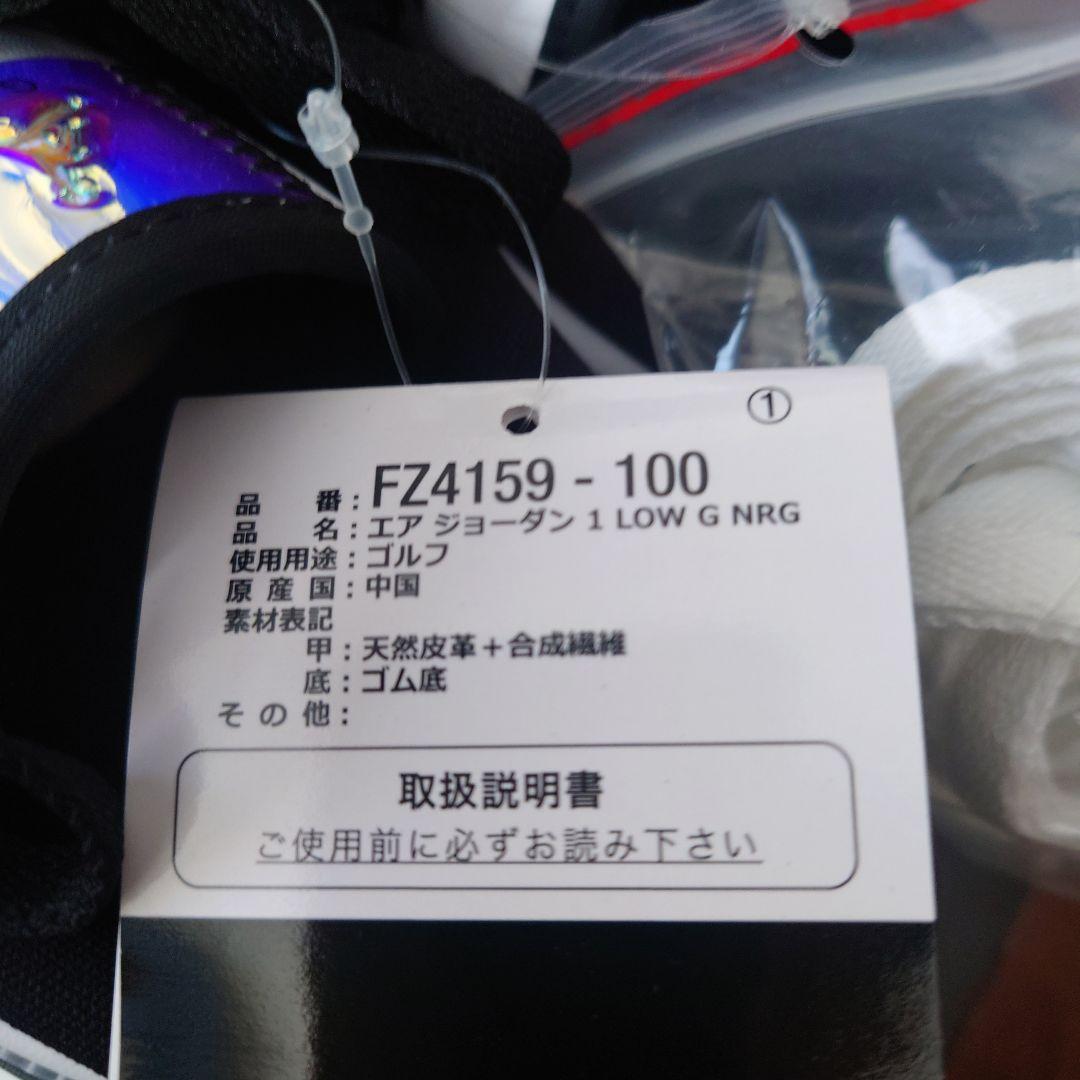 ①
品 番：FZ4159 - 100
品 名：エア ジョーダン 1 LOW G NRG
使用用途：ゴルフ
原 産 国：中国
素材表記
甲：天然皮革＋合成繊維
底：ゴム底
そ の 他：
取扱説明書
ご使用前に必ずお読み下さい